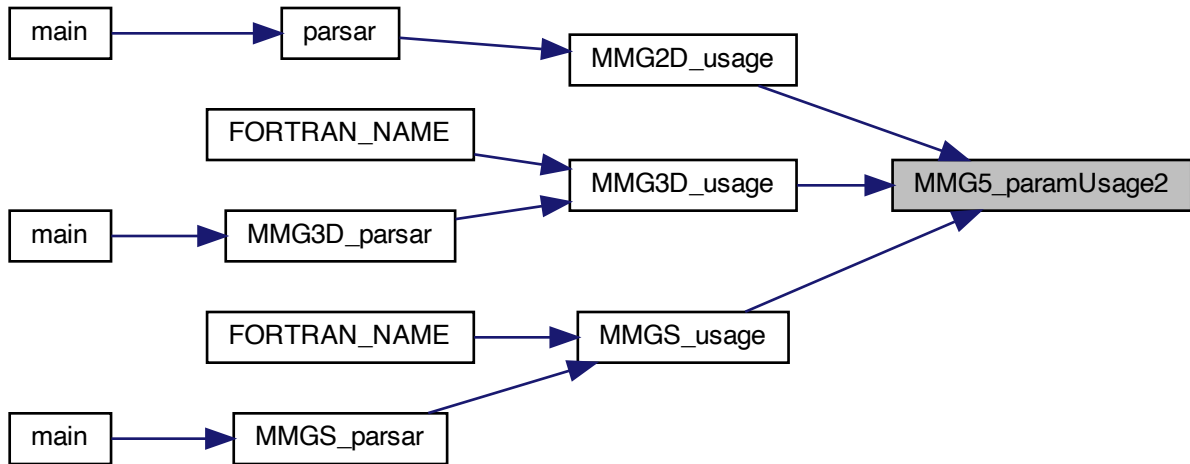 main
parsar
MMG2D_usage
FORTRAN_NAME
MMG3D_usage
MMG5_paramUsage2
main
MMG3D_parsar
FORTRAN_NAME
MMGS_usage
main
MMGS_parsar